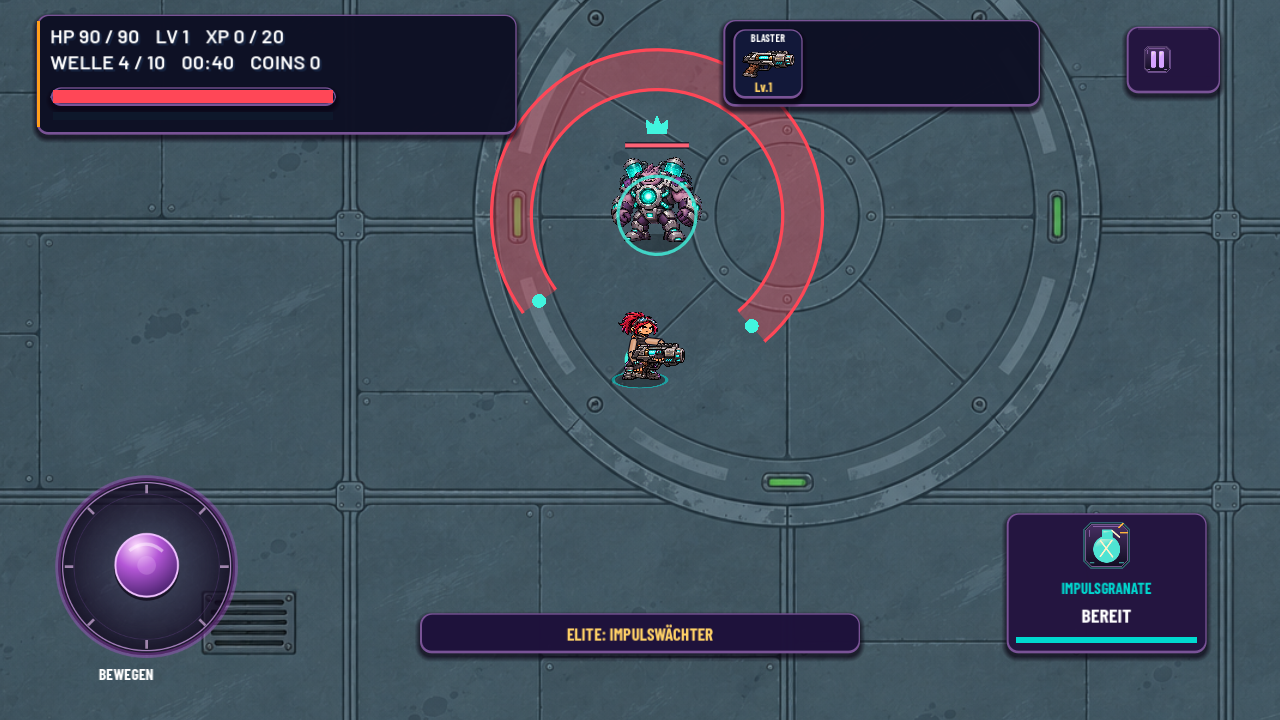 HP 90 / 90 LV 1 XP 0 / 20
WELLE 4 / 10 00:40 COINS 0
BLASTER
Lv.1
ELITE: IMPULSWÄCHTER
IMPULSGRANATE
BEREIT
BEWEGEN